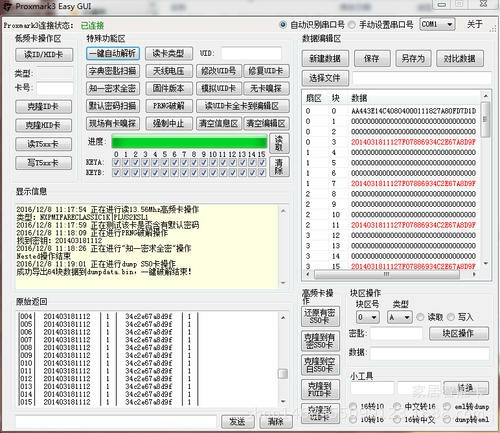 Proxmark3 Easy GUI
Proxmark3连接状态: 已连接
自动识别串口号 手动设置串口号 COM1 关于
低频卡操作区
读ID/HID卡
类型:
卡号:
克隆ID卡
克隆HID卡
读T5xx卡
写T5xx卡
特殊功能区
一键自动解析 读卡类型 UID:
字典密匙扫描 天线电压 修改UID号 修复UID卡
知一密求全密 固件版本 模拟UID卡 无卡嗅探
默认密码扫描 PRNG破解 读UID卡全卡到编辑区
现场有卡嗅探 强制中止 清空信息区 清空编辑区
进度: 读取
0 1 2 3 4 5 6 7 8 9 10 11 12 13 14 15
KEYA:
KEYB:
清除
数据编辑区
新建数据 保存 另存为 对比数据
选择文件
扇区 块 数据
0 0 AA443E14C4080400111827A80FD7D1D
0 1 00000000000000000000000000000000
0 2 00000000000000000000000000000000
0 3 201403181112
1 4 00000000000000000000000000000000
1 5 00000000000000000000000000000000
1 6 00000000000000000000000000000000
1 7 201403181112
2 8 00000000000000000000000000000000
2 9 00000000000000000000000000000000
2 10 00000000000000000000000000000000
2 11 201403181112
3 12 00000000000000000000000000000000
3 13 00000000000000000000000000000000
3 14 00000000000000000000000000000000
3 15 201403181112
显示信息
2016/12/8 11:17:54 正在进行读13.56Mhz高频卡操作
类型: NXPMIFARECLASSIC1K|PLUS2KSL1
2016/12/8 11:17:59 正在测试该卡是否含有默认密码
2016/12/8 11:18:09 正在进行PRNG破解操作
找到密钥: 201403181112
2016/12/8 11:18:26 正在进行"知一密求全密"操作
Nested操作结束
2016/12/8 11:19:01 正在进行dump S50卡操作
成功导出64块数据到dumpdata.bin, 一键破解结束!
原始返回
|004| 201403181112 | 1 | 34c2e67a8d9f | 1 |
|005 201403181112 | 1 | 34c2e67a8d9f | 1 |
|006 201403181112 | 1 | 34c2e67a8d9f | 1 |
|007 201403181112 | 1 | 34c2e67a8d9f | 1 |
|008 201403181112 | 1 | 34c2e67a8d9f | 1 |
|009 201403181112 | 1 | 34c2e67a8d9f | 1 |
|010 201403181112 | 1 | 34c2e67a8d9f | 1 |
|011 201403181112 | 1 | 34c2e67a8d9f | 1 |
|012 201403181112 | 1 | 34c2e67a8d9f | 1 |
|013 201403181112 | 1 | 34c2e67a8d9f | 1 |
|014 201403181112 | 1 | 34c2e67a8d9f | 1 |
|015 201403181112 | 1 | 34c2e67a8d9f | 1 |
发送 清除
高频卡操作
还原有密S50卡
克隆到有密S50卡
克隆到空白S50卡
克隆到FUID卡
克隆到UID卡
块区操作
块区号 类型
0 A 读取 写入
密匙: 块区操作
数据:
小工具
转换
16转10 中文转16 eml转dump
10转16 16转中文 dump转eml